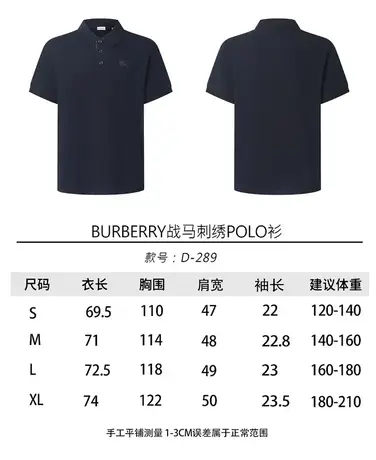 BURBERRY战马刺绣POLO衫
款号：D-289
尺码 衣长 胸围 肩宽 袖长 建议体重
S 69.5 110 47 22 120-140
M 71 114 48 22.8 140-160
L 72.5 118 49 23 160-180
XL 74 122 50 23.5 180-210
手工平铺测量 1-3CM误差属于正常范围